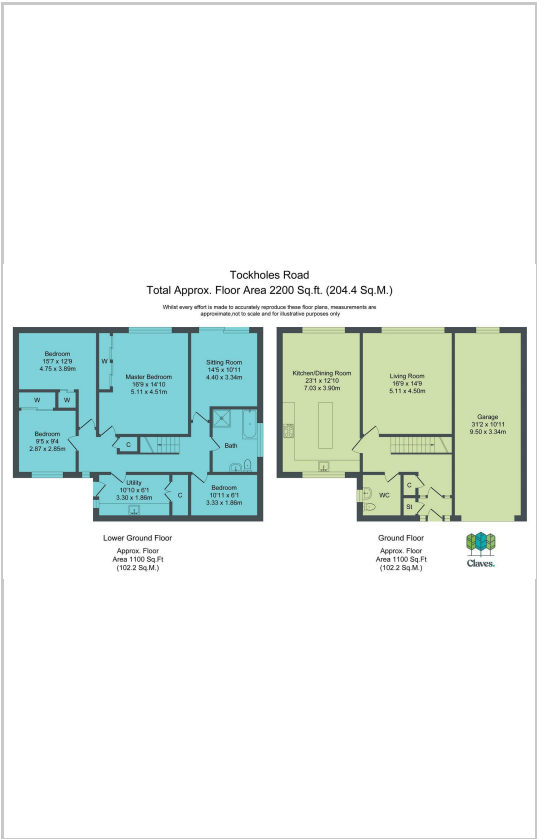 Tockholes Road
Total Approx. Floor Area 2200 Sq.ft. (204.4 Sq.M.)
Whilst every effort is made to accurately reproduce these floor plans, measurements are
approximate,not to scale and for illustrative purposes only
Bedroom
15'7 x 12'9
4.75 x 3.89m
W
Master Bedroom
16'9 x 14'10
5.11 x 4.51m
Sitting Room
14'5 x 10'11
4.40 x 3.34m
W
W
Bedroom
9'5 x 9'4
2.87 x 2.85m
C
Bath
Utility
10'10 x 6'1
3.30 x 1.86m
C
Bedroom
10'11 x 6'1
3.33 x 1.86m
Lower Ground Floor
Approx. Floor
Area 1100 Sq.Ft
(102.2 Sq.M.)
Kitchen/Dining Room
23'1 x 12'10
7.03 x 3.90m
Living Room
16'9 x 14'9
5.11 x 4.50m
Garage
31'2 x 10'11
9.50 x 3.34m
WC
C
St
Ground Floor
Approx. Floor
Area 1100 Sq.Ft
(102.2 Sq.M.)
Claves.